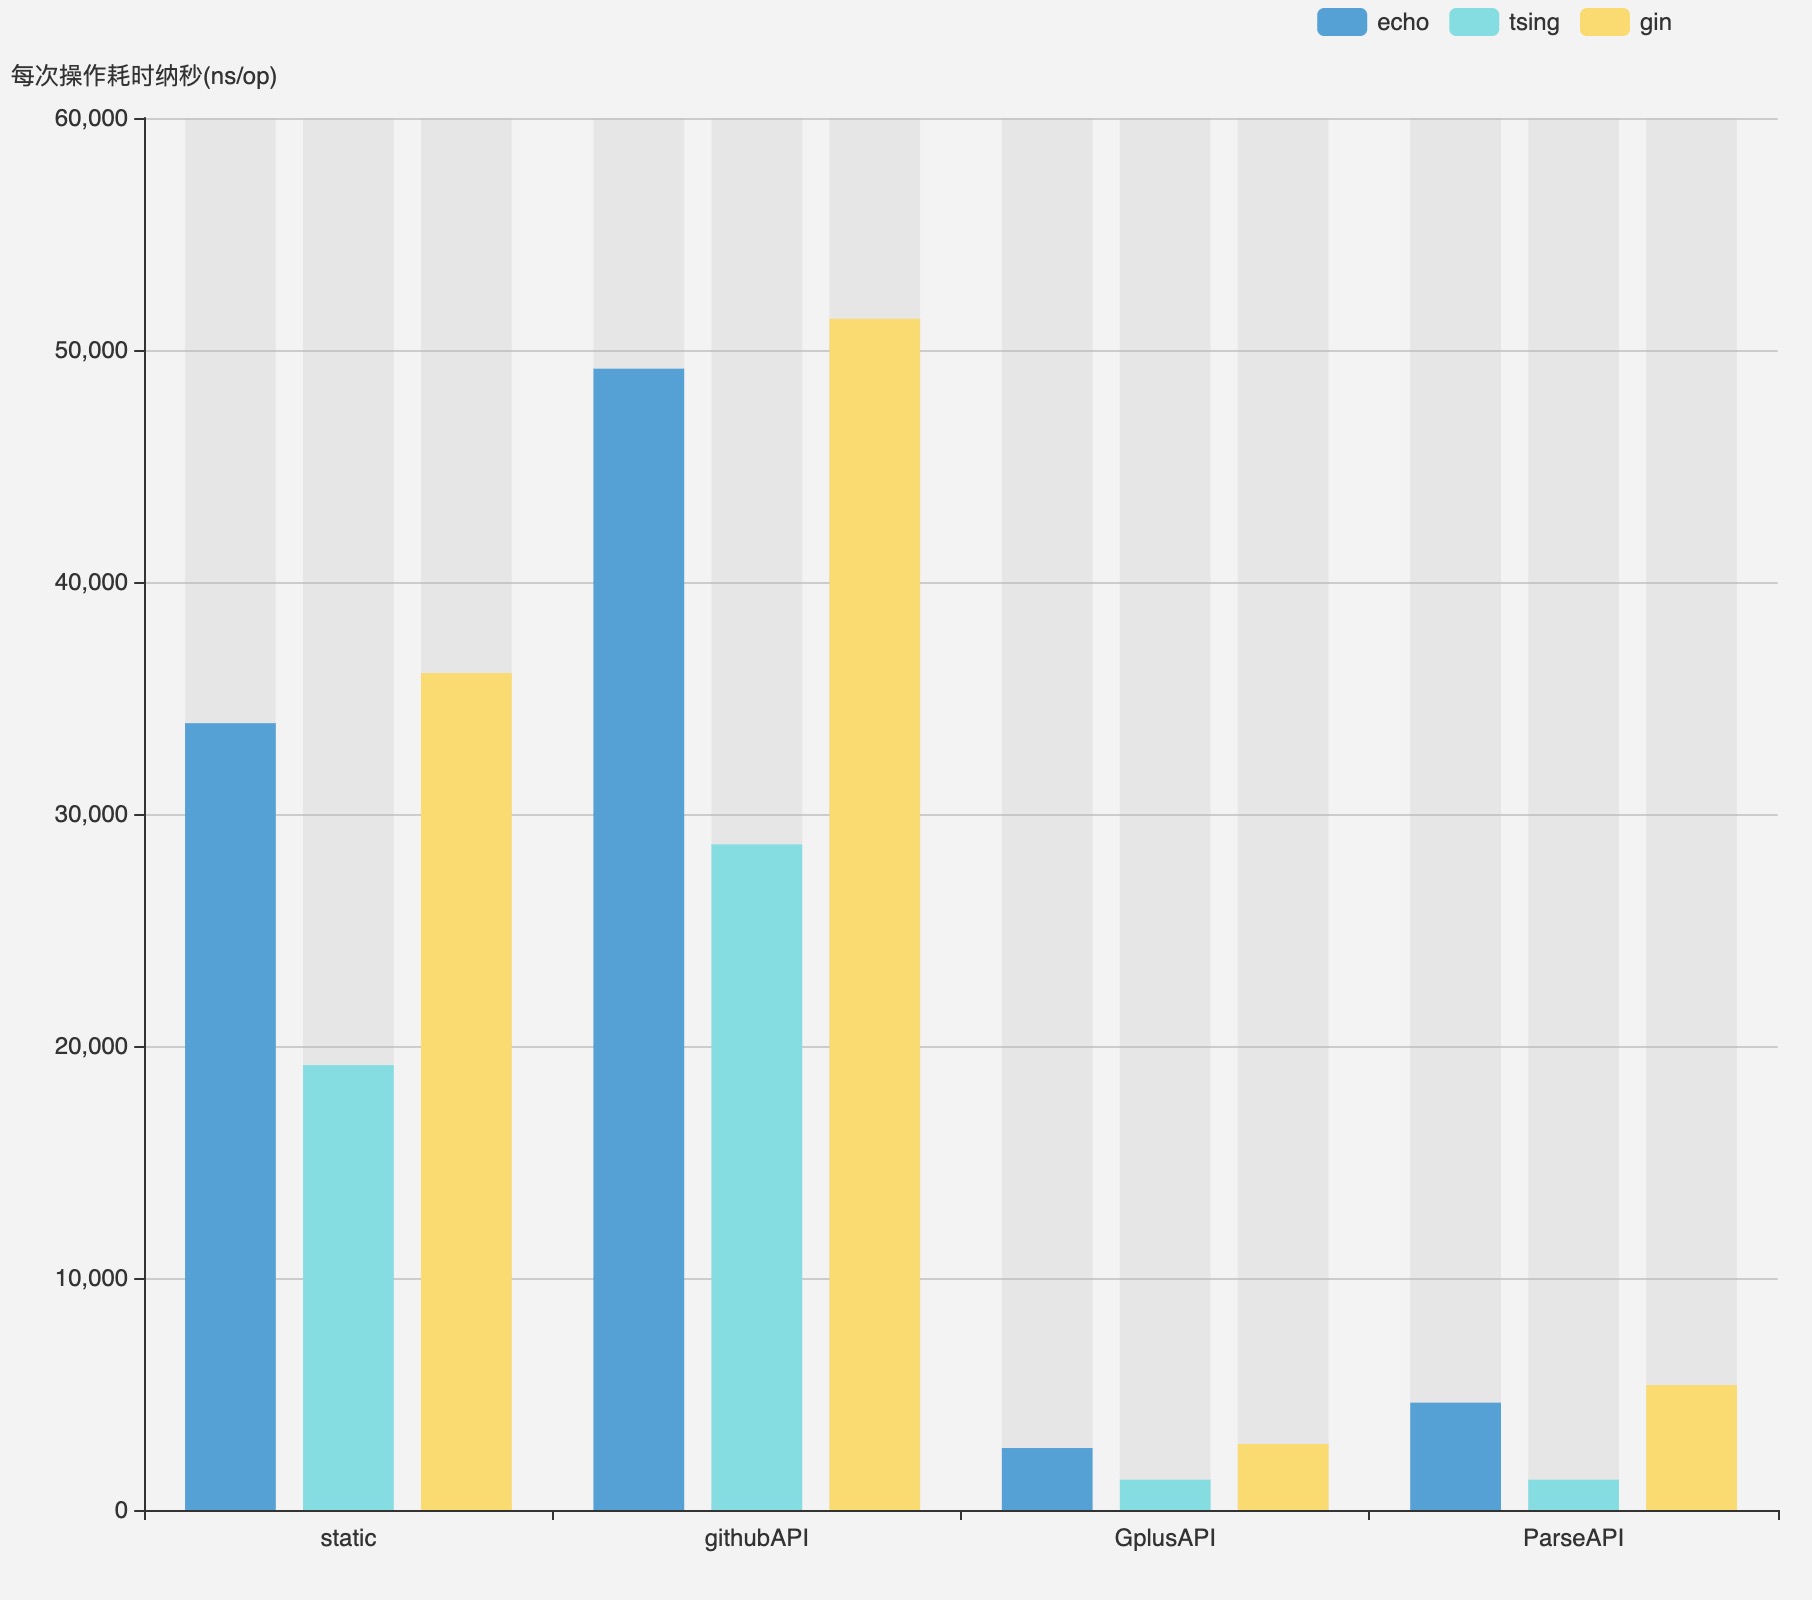 echo tsing gin
每次操作耗时纳秒(ns/op)
60,000
50,000
40,000
30,000
20,000
10,000
0
static githubAPI GplusAPI ParseAPI